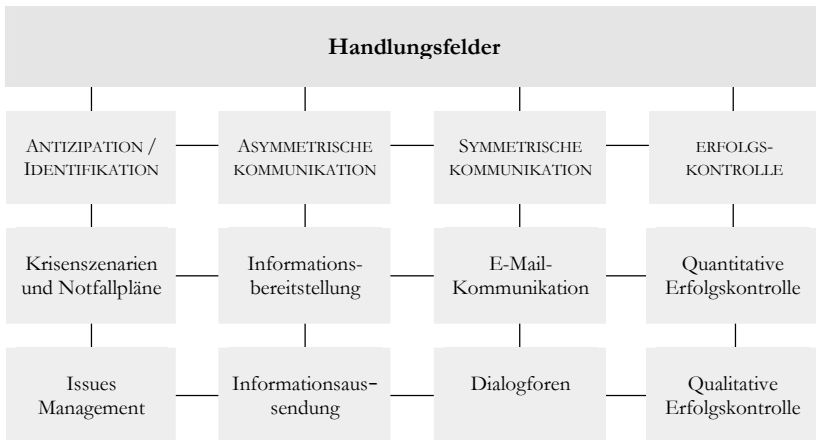 Handlungsfelder
ANTIZIPATION /
IDENTIFIKATION
ASYMMETRISCHE
KOMMUNIKATION
SYMMETRISCHE
KOMMUNIKATION
ERFOLGS-
KONTROLLE
Krisenszenarien
und Notfallpläne
Informations-
bereitstellung
E-Mail-
Kommunikation
Quantitative
Erfolgskontrolle
Issues
Management
Informationsaus-
sendung
Dialogforen
Qualitative
Erfolgskontrolle